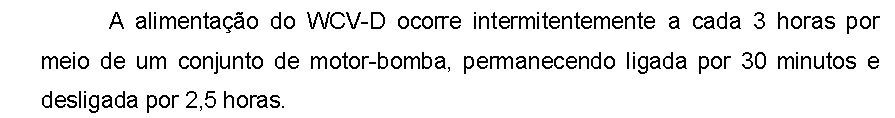 A alimentação do WCV-D ocorre intermitentemente a cada 3 horas por
meio de um conjunto de motor-bomba, permanecendo ligada por 30 minutos e
desligada por 2,5 horas.